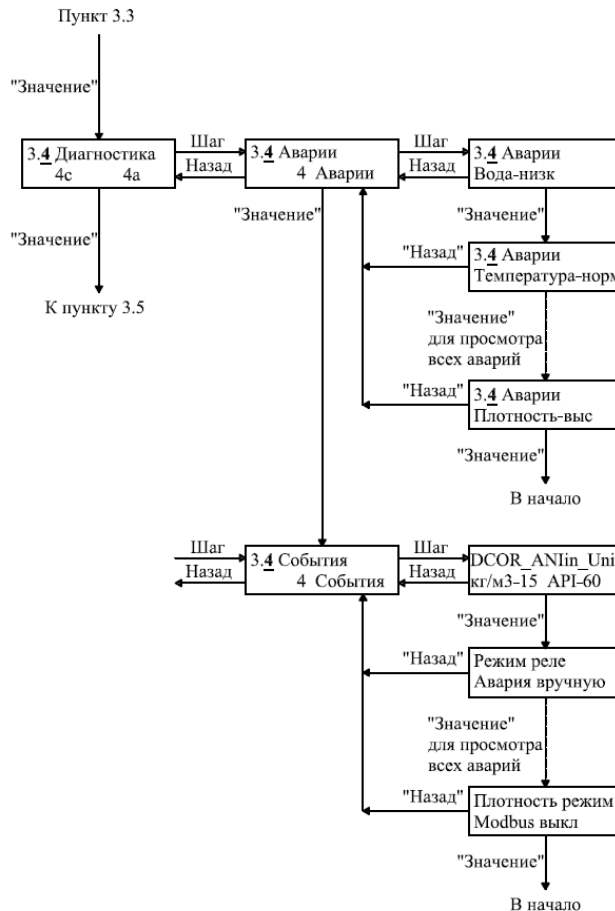 Пункт 3.3
"Значение"
3.4 Диагностика
4с 4а
Шаг
Назад
3.4 Аварии
4 Аварии
Шаг
Назад
3.4 Аварии
Вода-низк
"Значение"
"Значение"
"Значение"
К пункту 3.5
"Назад"
3.4 Аварии
Температура-норм
"Значение"
для просмотра
всех аварий
"Назад"
3.4 Аварии
Плотность-выс
"Значение"
В начало
Шаг
Назад
3.4 События
4 События
Шаг
Назад
DCOR_ANIin_Uni
кг/м3-15 API-60
"Значение"
"Назад"
Режим реле
Авария вручную
"Значение"
для просмотра
всех аварий
"Назад"
Плотность режим
Modbus выкл
"Значение"
В начало